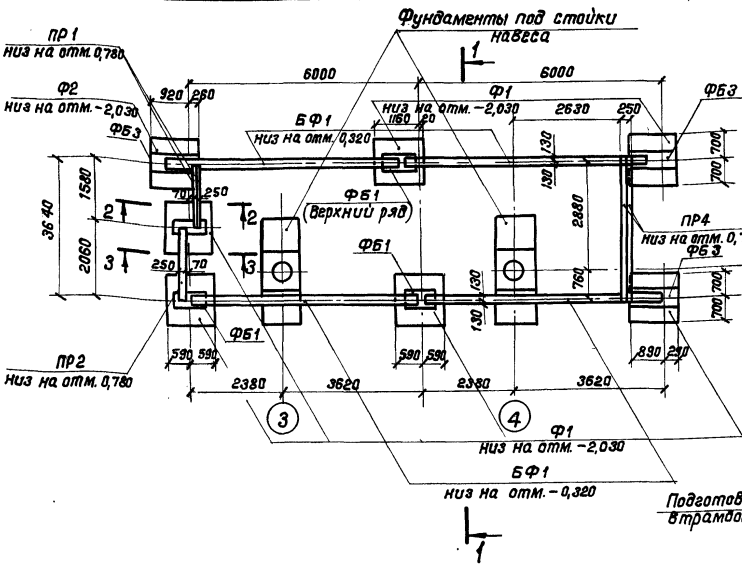 Фундаменты под стойки
навеса
ПР1
низ на отм. 0,780
1
6000
6000
920
260
Ф2
низ на отм. -2,030
Ф1
низ на отм. -2,030
2630
250
ФБ3
ФБ3
БФ1
низ на отм. 0,320
1160
20
130
130
700
700
3640
1580
2060
70
250
ФБ1
(Верхний ряд)
2880
760
2
2
3
3
250
70
ПР4
низ на отм. 0,
ФБ3
ФБ1
130
130
700
700
ФБ1
590
590
590
590
890
290
ПР2
низ на отм. 0,780
2380
3620
2380
3620
3
4
Ф1
низ на отм. -2,030
БФ1
низ на отм. -0,320
Подготов
втрамбо
1